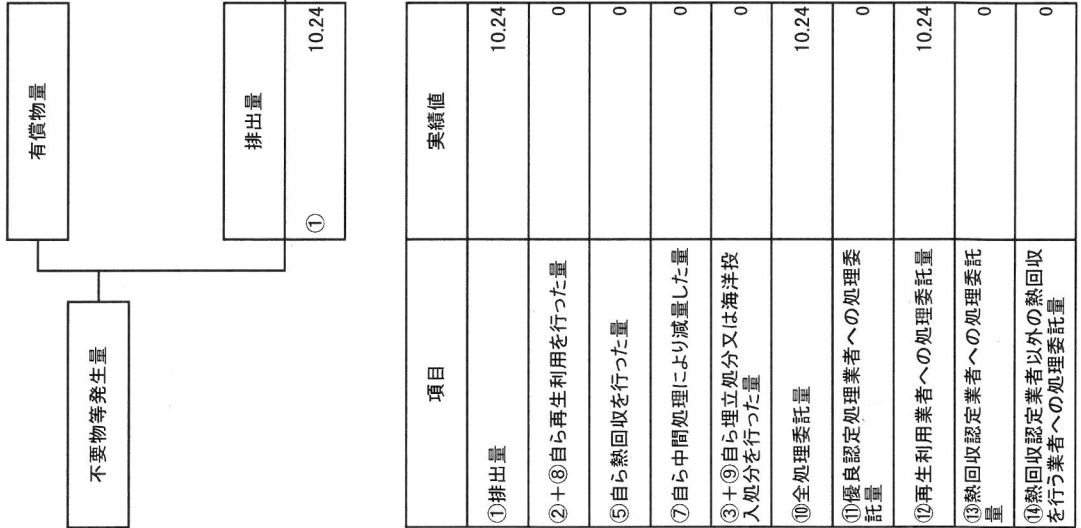 不要物等発生量
有償物量
排出量
①
10.24
項目
実績値
①排出量
10.24
②+⑧自ら再生利用を行った量
0
⑤自ら熱回収を行った量
0
⑦自ら中間処理により減量した量
0
③+⑨自ら埋立処分又は海洋投
入処分を行った量
0
⑩全処理委託量
10.24
⑪優良認定処理業者への処理委
託量
0
⑫再生利用業者への処理委託量
10.24
⑬熱回収認定業者への処理委託
量
0
⑭熱回収認定業者以外の熱回収
を行う業者への処理委託量
0